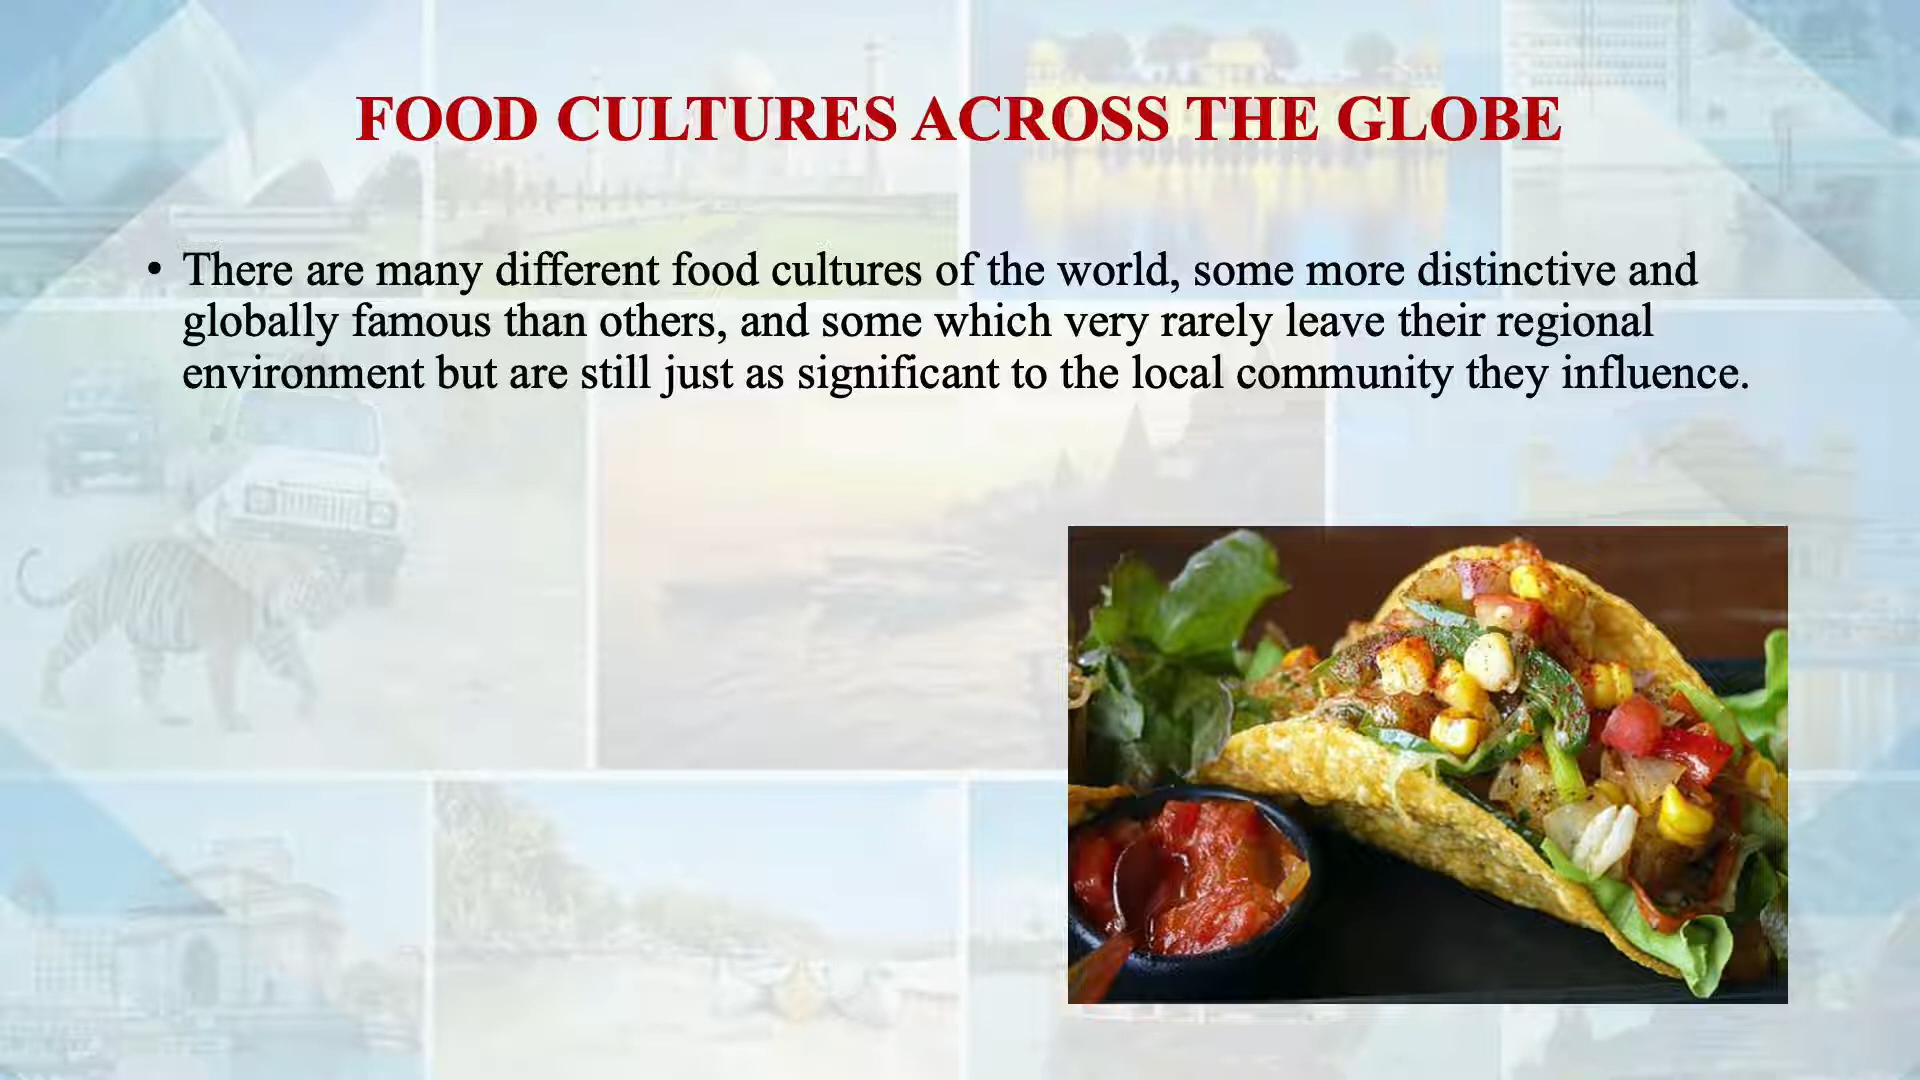 FOOD CULTURES ACROSS THE GLOBE
• There are many different food cultures of the world, some more distinctive and
globally famous than others, and some which very rarely leave their regional
environment but are still just as significant to the local community they influence.